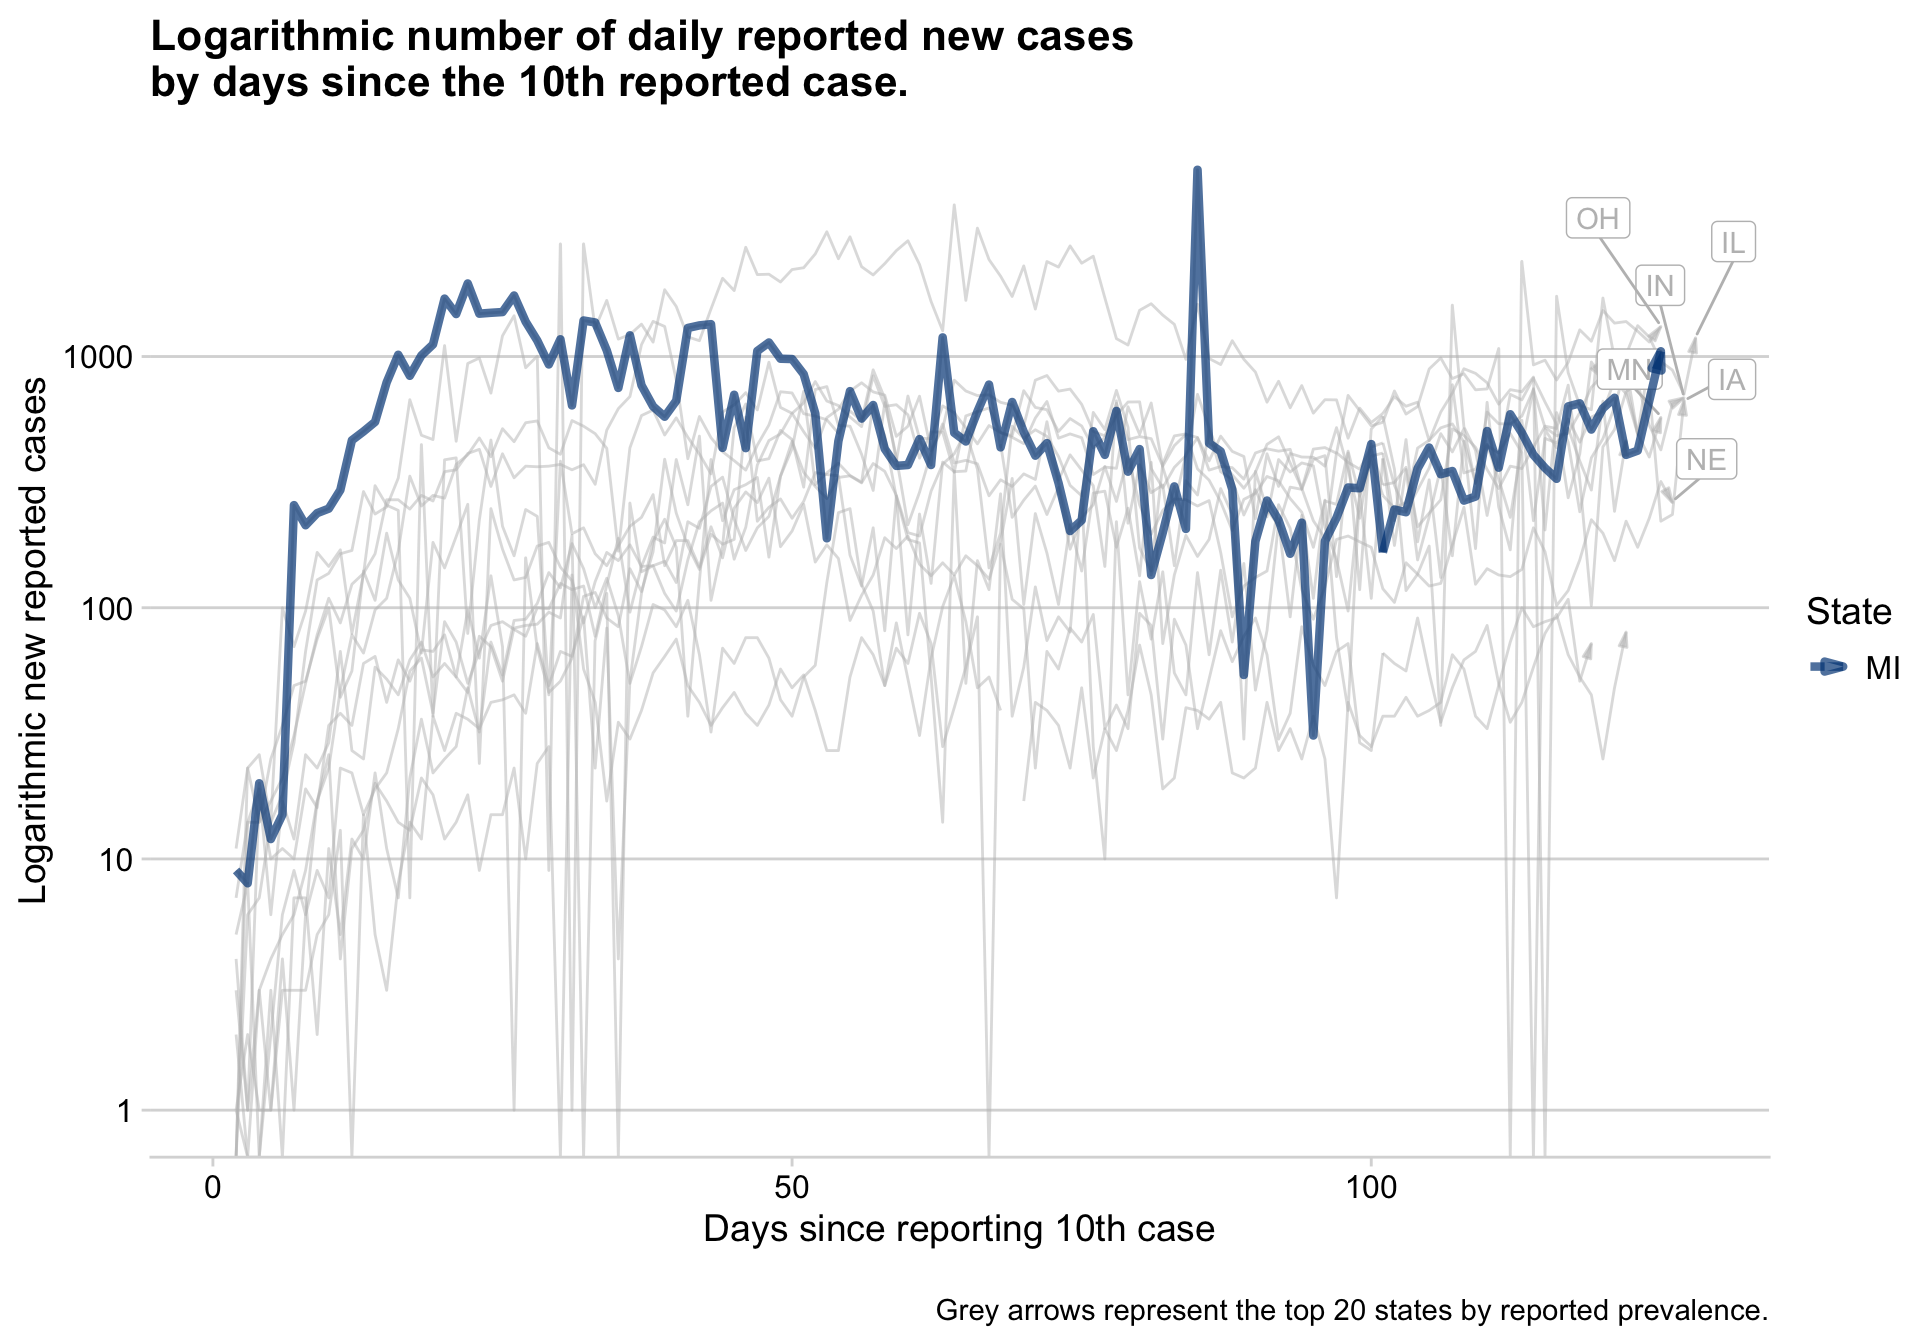 Logarithmic number of daily reported new cases
by days since the 10th reported case.
Logarithmic new reported cases
1000
100
10
1
OH
IL
IN
MN
IA
NE
State
MI
0
50
100
Days since reporting 10th case
Grey arrows represent the top 20 states by reported prevalence.